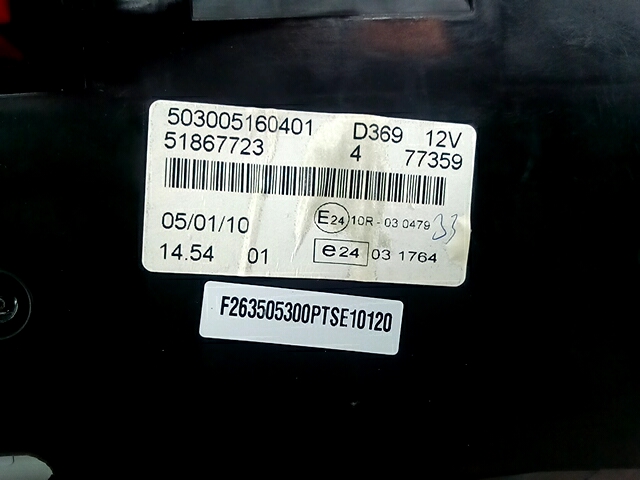 503005160401 D369 12V
51867723 4 77359
05/01/10 E24 10R - 03 0479 33
14.54 01 e24 03 1764
F263505300PTSE10120